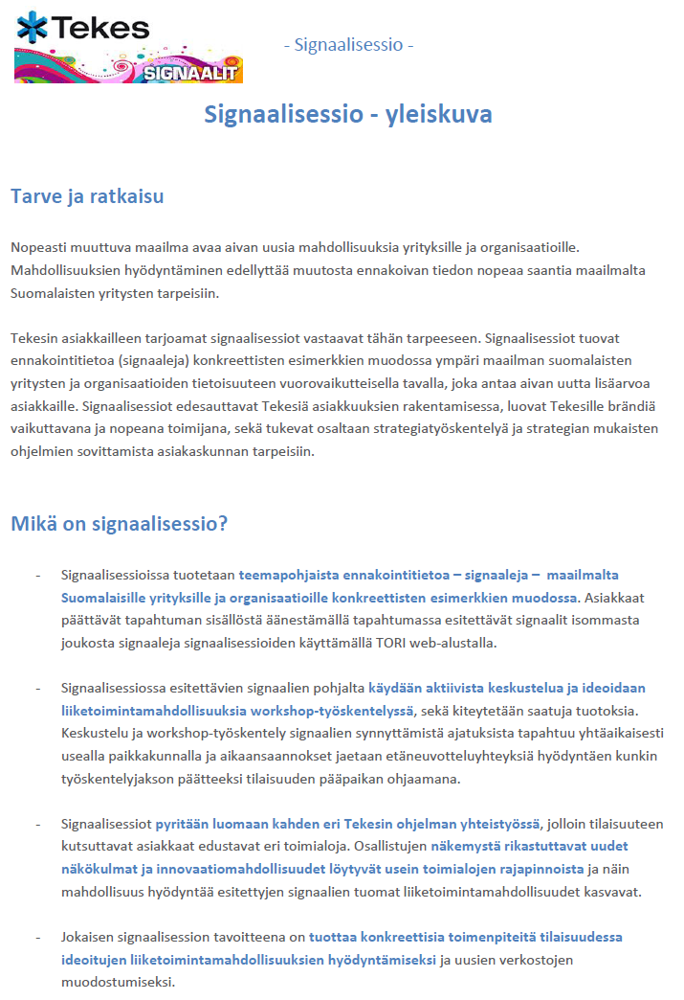 Tekes
SIGNAALIT
- Signaalisessio -
Signaalisessio - yleiskuva
Tarve ja ratkaisu
Nopeasti muuttuva maailma avaa aivan uusia mahdollisuuksia yrityksille ja organisaatioille.
Mahdollisuuksien hyödyntäminen edellyttää muutosta ennakoivan tiedon nopeaa saantia maailmalta
Suomalaisten yritysten tarpeisiin.
Tekesin asiakkailleen tarjoamat signaalisessiot vastaavat tähän tarpeeseen. Signaalisessiot tuovat
ennakointitietoa (signaaleja) konkreettisten esimerkkien muodossa ympäri maailman suomalaisten
yritysten ja organisaatioiden tietoisuuteen vuorovaikutteisella tavalla, joka antaa aivan uutta lisäarvoa
asiakkaille. Signaalisessiot edesauttavat Tekesiä asiakkuuksien rakentamisessa, luovat Tekesille brändiä
vaikuttavana ja nopeana toimijana, sekä tukevat osaltaan strategiatyöskentelyä ja strategian mukaisten
ohjelmien sovittamista asiakaskunnan tarpeisiin.
Mikä on signaalisessio?
- Signaalisessioissa tuotetaan teemapohjaista ennakointitietoa – signaaleja – maailmalta
Suomalaisille yrityksille ja organisaatioille konkreettisten esimerkkien muodossa. Asiakkaat
päättävät tapahtuman sisällöstä äänestämällä tapahtumassa esitettävät signaalit isommasta
joukosta signaaleja signaalisessioiden käyttämällä TORI web-alustalla.
- Signaalisessiossa esitettävien signaalien pohjalta käydään aktiivista keskustelua ja ideoidaan
liiketoimintamahdollisuuksia workshop-työskentelyssä, sekä kiteytetään saatuja tuotoksia.
Keskustelu ja workshop-työskentely signaalien synnyttämistä ajatuksista tapahtuu yhtäaikaisesti
usealla paikkakunnalla ja aikaansaannokset jaetaan etäneuvotteluyhteyksiä hyödyntäen kunkin
työskentelyjakson päätteeksi tilaisuuden pääpaikan ohjaamana.
- Signaalisessiot pyritään luomaan kahden eri Tekesin ohjelman yhteistyössä, jolloin tilaisuuteen
kutsuttavat asiakkaat edustavat eri toimialoja. Osallistujen näkemystä rikastuttavat uudet
näkökulmat ja innovaatiomahdollisuudet löytyvät usein toimialojen rajapinnoista ja näin
mahdollisuus hyödyntää esitettyjen signaalien tuomat liiketoimintamahdollisuudet kasvavat.
- Jokaisen signaalisession tavoitteena on tuottaa konkreettisia toimenpiteitä tilaisuudessa
ideoitujen liiketoimintamahdollisuuksien hyödyntämiseksi ja uusien verkostojen
muodostumiseksi.